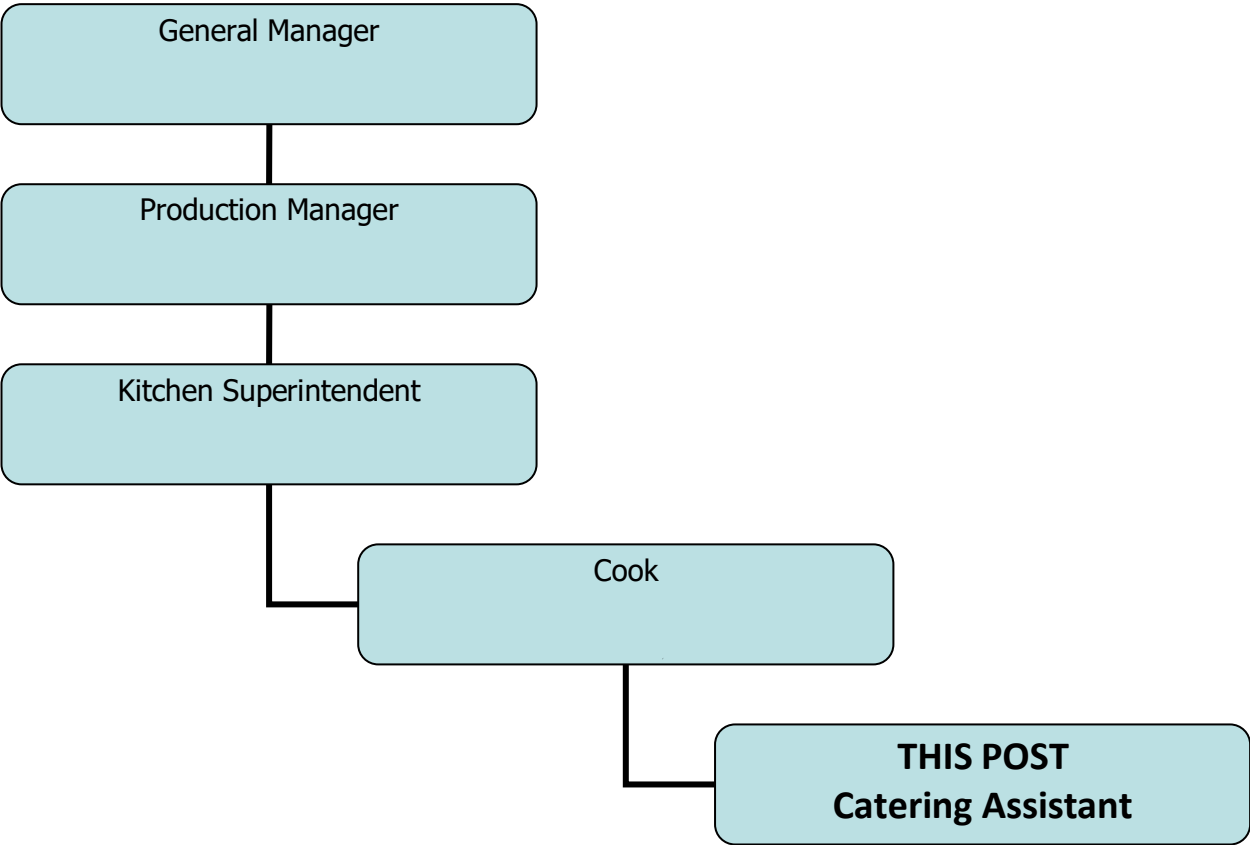 General Manager
Production Manager
Kitchen Superintendent
Cook
THIS POST
Catering Assistant